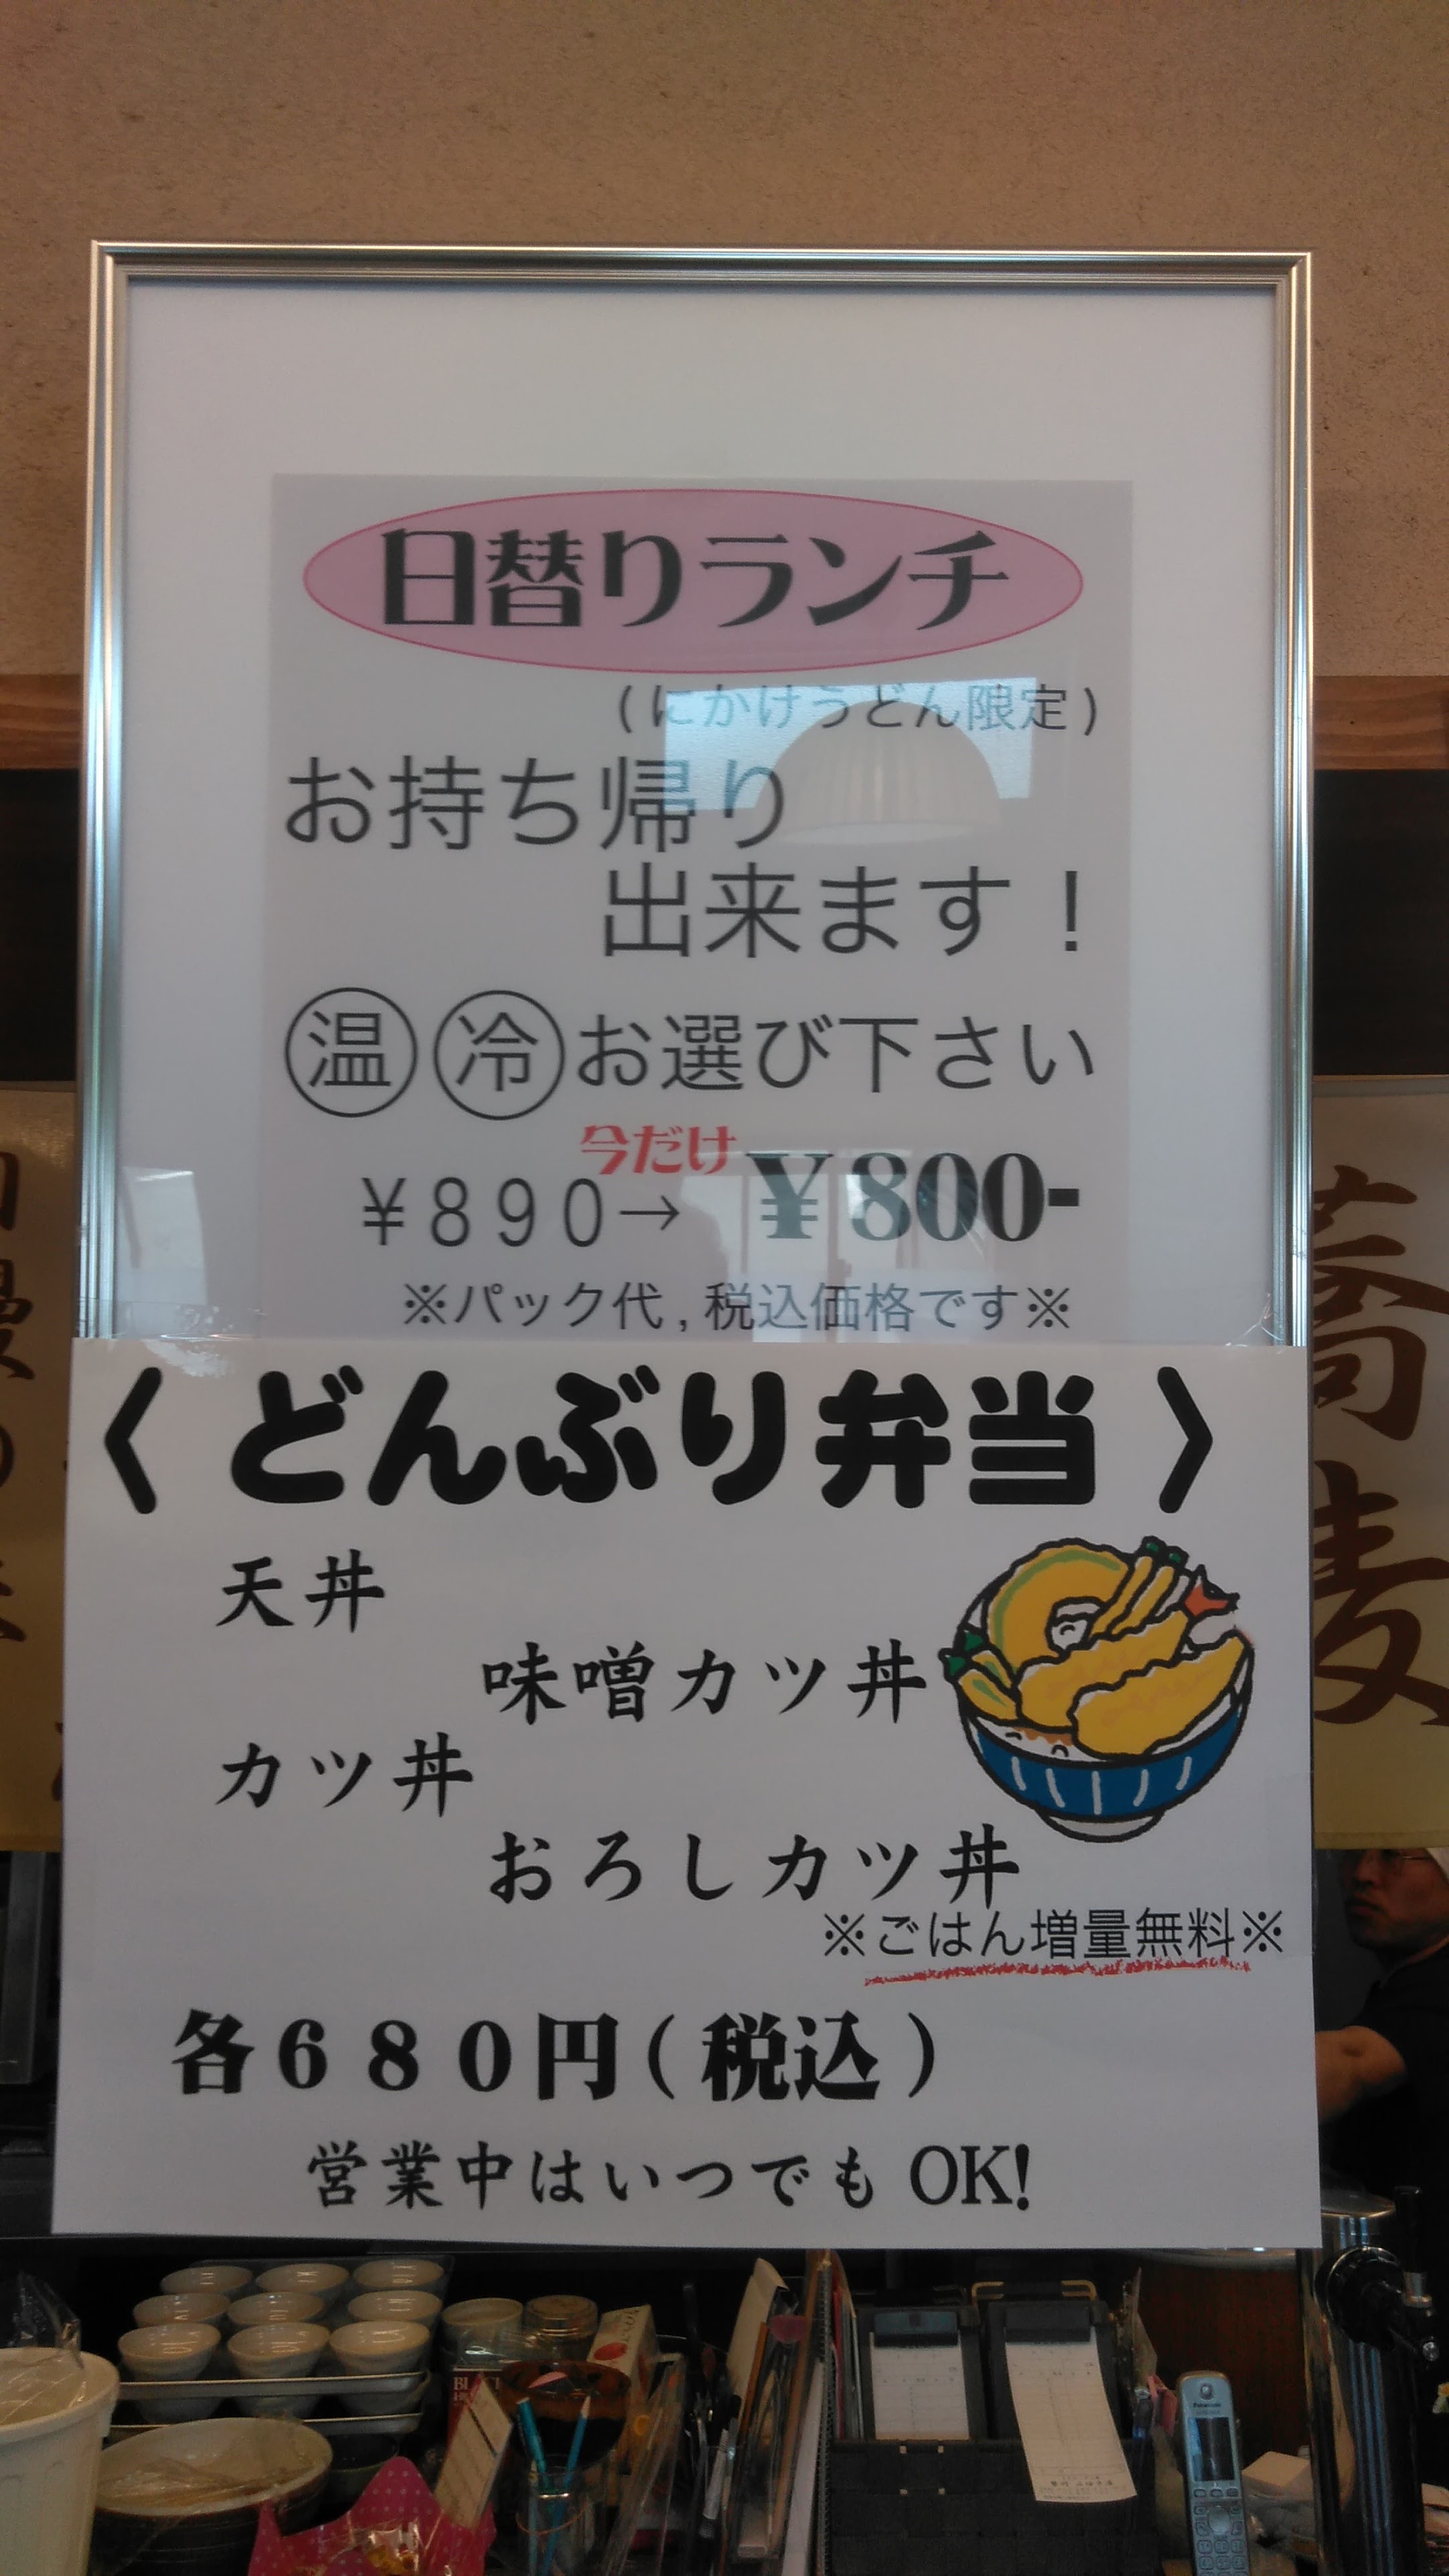 日替りランチ
(にかけうどん限定)
お持ち帰り
出来ます！
温 冷 お選び下さい
今だけ
¥890→ ¥800-
※パック代,税込価格です※
〈 どんぶり弁当 〉
天丼
味噌カツ丼
カツ丼
おろしカツ丼
※ごはん増量無料※
各６８０円(税込)
営業中はいつでも OK!
蕎麦
Panasonic